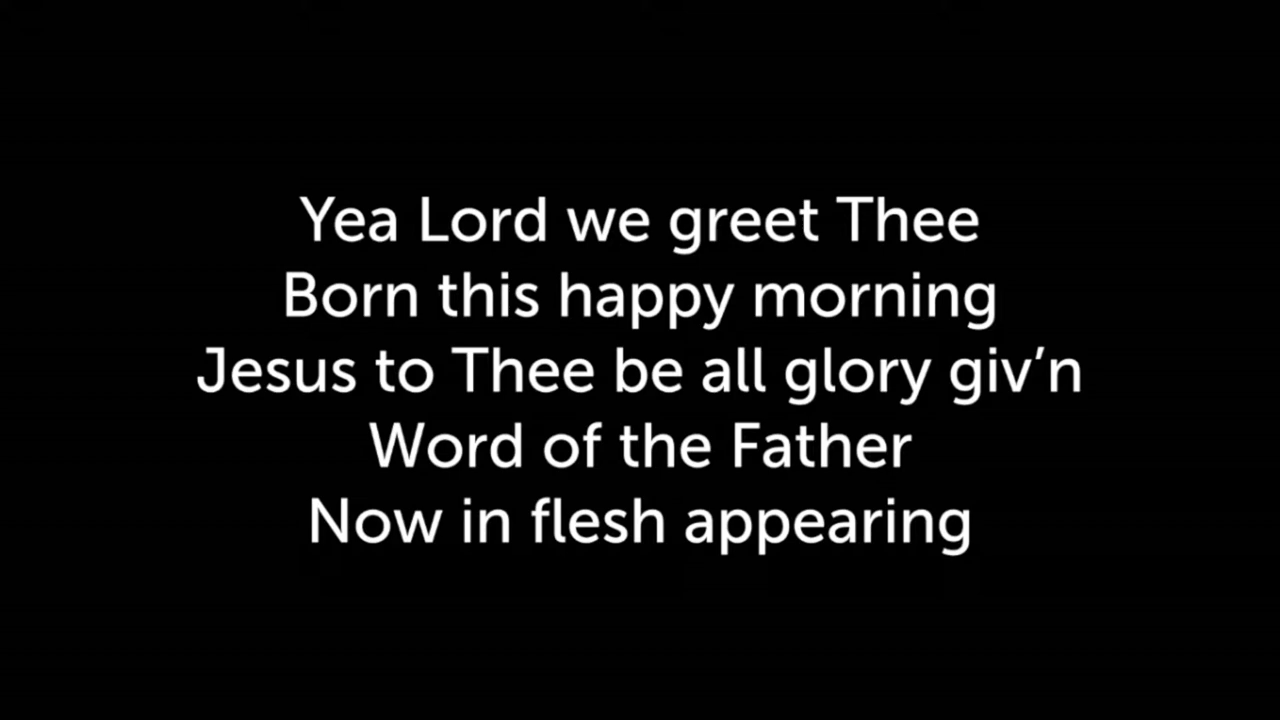 Yea Lord we greet Thee
Born this happy morning
Jesus to Thee be all glory giv’n
Word of the Father
Now in flesh appearing